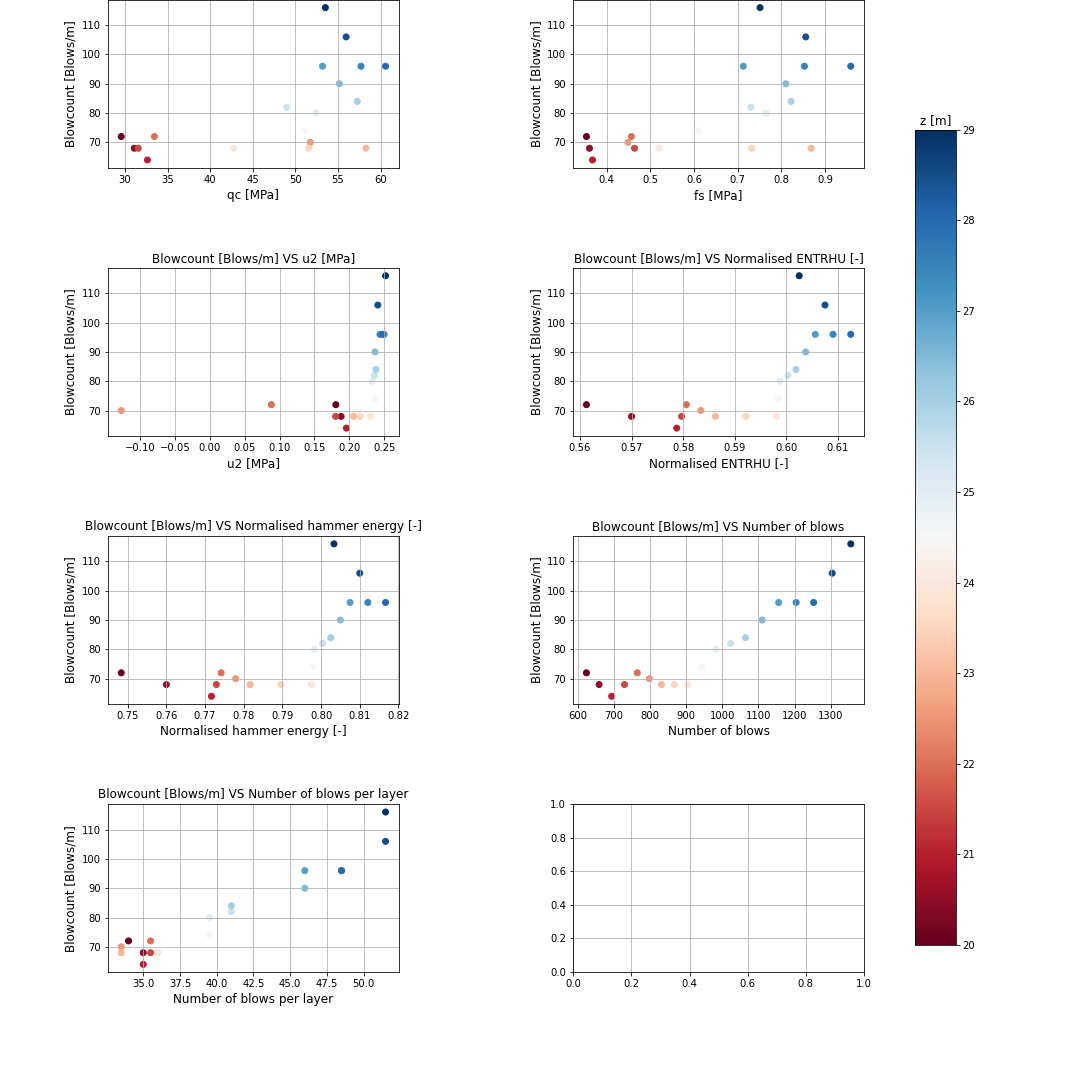 110
100
90
80
70
Blowcount [Blows/m]
30 35 40 45 50 55 60
qc [MPa]
110
100
90
80
70
Blowcount [Blows/m]
0.4 0.5 0.6 0.7 0.8 0.9
fs [MPa]
z [m]
29
28
27
26
25
24
23
22
21
20
Blowcount [Blows/m] VS u2 [MPa]
110
100
90
80
70
Blowcount [Blows/m]
−0.10 −0.05 0.00 0.05 0.10 0.15 0.20 0.25
u2 [MPa]
Blowcount [Blows/m] VS Normalised ENTRHU [-]
110
100
90
80
70
Blowcount [Blows/m]
0.56 0.57 0.58 0.59 0.60 0.61
Normalised ENTRHU [-]
Blowcount [Blows/m] VS Normalised hammer energy [-]
110
100
90
80
70
Blowcount [Blows/m]
0.75 0.76 0.77 0.78 0.79 0.80 0.81 0.82
Normalised hammer energy [-]
Blowcount [Blows/m] VS Number of blows
110
100
90
80
70
Blowcount [Blows/m]
600 700 800 900 1000 1100 1200 1300
Number of blows
Blowcount [Blows/m] VS Number of blows per layer
110
100
90
80
70
Blowcount [Blows/m]
35.0 37.5 40.0 42.5 45.0 47.5 50.0
Number of blows per layer
1.0
0.8
0.6
0.4
0.2
0.0
0.0 0.2 0.4 0.6 0.8 1.0